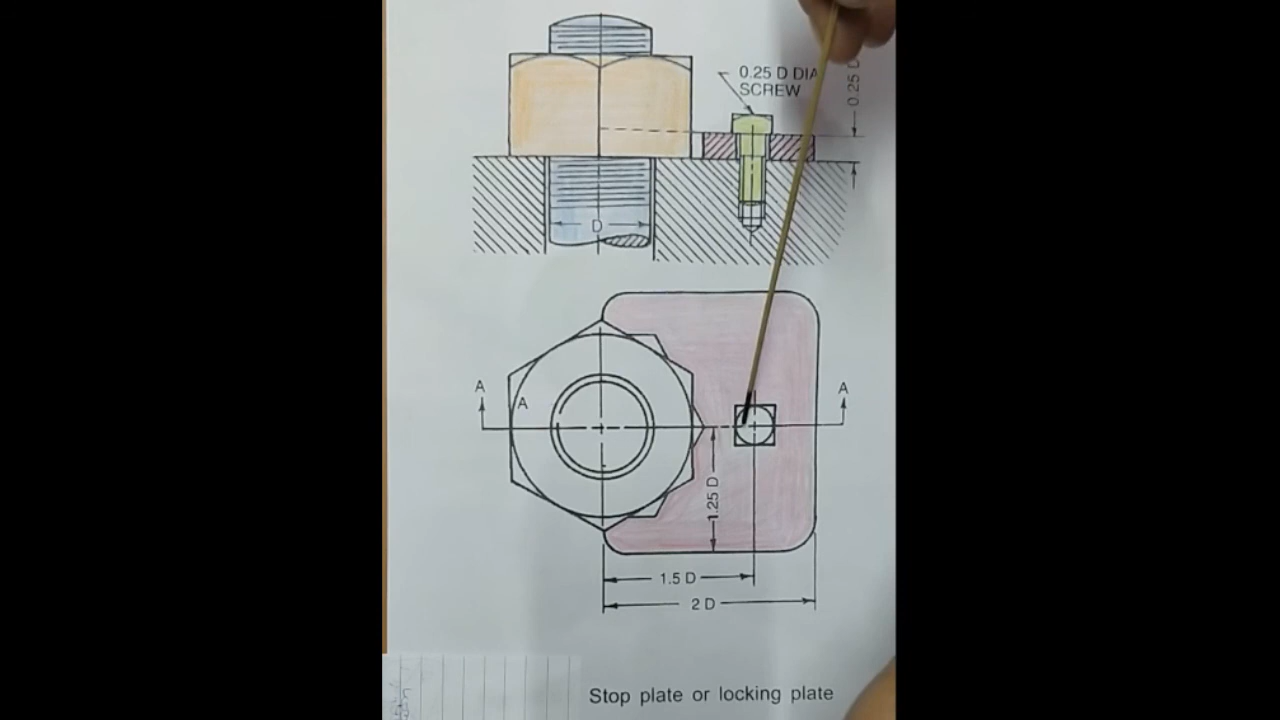 0.25 D DIA
SCREW
0.25 D
D
A
A
A
1.25 D
1.5 D
2 D
Stop plate or locking plate